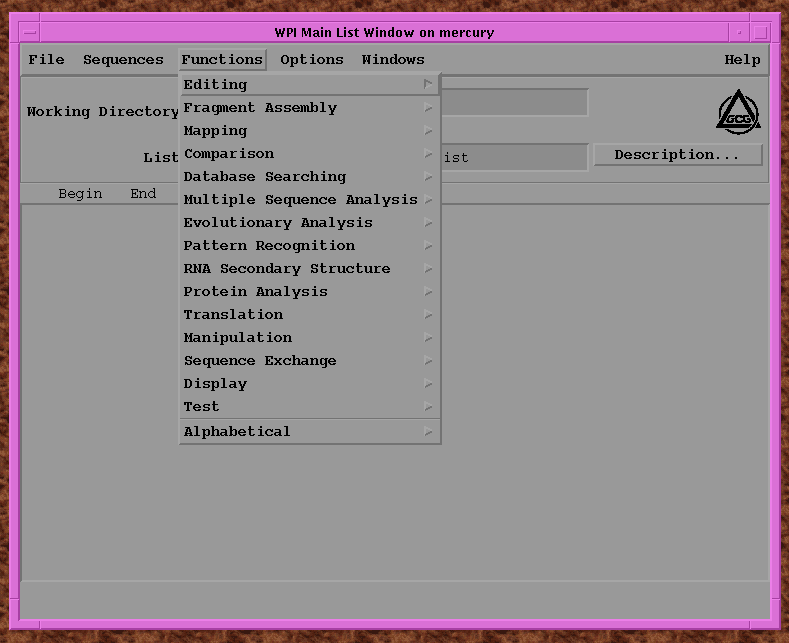 WPI Main List Window on mercury
File Sequences Functions Options Windows Help
Working Directory
GCG
List ist Description...
Begin End
Editing
Fragment Assembly
Mapping
Comparison
Database Searching
Multiple Sequence Analysis
Evolutionary Analysis
Pattern Recognition
RNA Secondary Structure
Protein Analysis
Translation
Manipulation
Sequence Exchange
Display
Test
Alphabetical